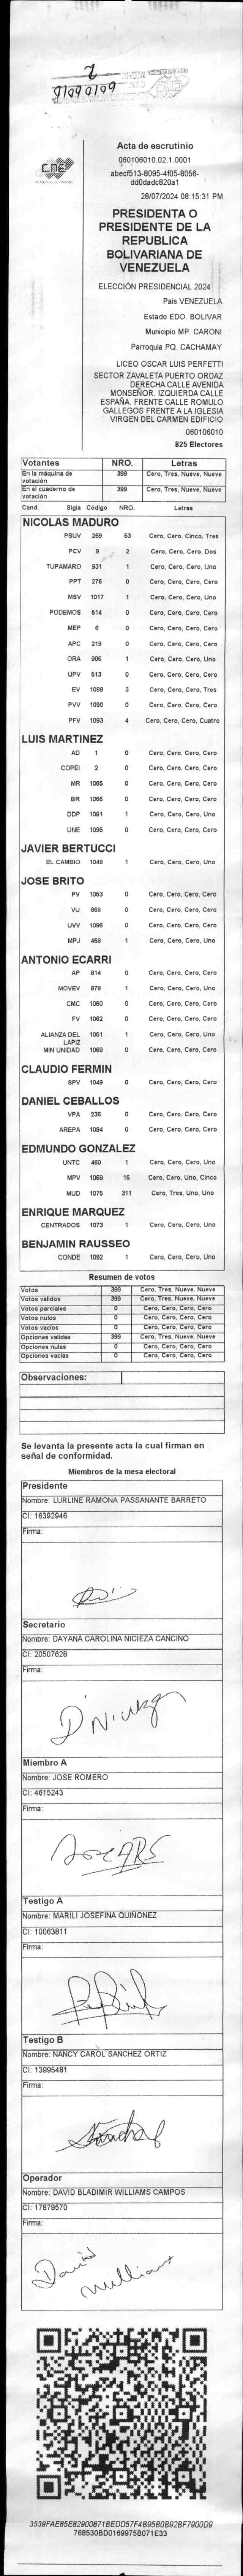 2
01090109
CNE
Acta de escrutinio
060106010.02.1.0001
abecf513-8095-4f05-8056-
dd0dadc820a1
28/07/2024 08:15:31 PM
PRESIDENTA O
PRESIDENTE DE LA
REPUBLICA
BOLIVARIANA DE
VENEZUELA
ELECCIÓN PRESIDENCIAL 2024
Pais VENEZUELA
Estado EDO. BOLIVAR
Municipio MP. CARONI
Parroquia PQ. CACHAMAY
LICEO OSCAR LUIS PERFETTI
SECTOR ZAVALETA PUERTO ORDAZ
DERECHA CALLE AVENIDA
MONSEÑOR. IZQUIERDA CALLE
ESPAÑA. FRENTE CALLE ROMULO
GALLEGOS FRENTE A LA IGLESIA
VIRGEN DEL CARMEN EDIFICIO
060106010
825 Electores
Votantes NRO. Letras
En la máquina de votación 399 Cero, Tres, Nueve, Nueve
En el cuaderno de votación 399 Cero, Tres, Nueve, Nueve
Cand. Sigla Código NRO. Letras
NICOLAS MADURO
PSUV 269 53 Cero, Cero, Cinco, Tres
PCV 9 2 Cero, Cero, Cero, Dos
TUPAMARO 931 1 Cero, Cero, Cero, Uno
PPT 276 0 Cero, Cero, Cero, Cero
MSV 1017 1 Cero, Cero, Cero, Uno
PODEMOS 514 0 Cero, Cero, Cero, Cero
MEP 6 0 Cero, Cero, Cero, Cero
APC 219 0 Cero, Cero, Cero, Cero
ORA 906 1 Cero, Cero, Cero, Uno
UPV 513 0 Cero, Cero, Cero, Cero
EV 1089 3 Cero, Cero, Cero, Tres
PVV 1090 0 Cero, Cero, Cero, Cero
PFV 1093 4 Cero, Cero, Cero, Cuatro
LUIS MARTINEZ
AD 1 0 Cero, Cero, Cero, Cero
COPEI 2 0 Cero, Cero, Cero, Cero
MR 1065 0 Cero, Cero, Cero, Cero
BR 1066 0 Cero, Cero, Cero, Cero
DDP 1091 1 Cero, Cero, Cero, Uno
UNE 1095 0 Cero, Cero, Cero, Cero
JAVIER BERTUCCI
EL CAMBIO 1048 1 Cero, Cero, Cero, Uno
JOSE BRITO
PV 1053 0 Cero, Cero, Cero, Cero
VU 868 0 Cero, Cero, Cero, Cero
UVV 1096 0 Cero, Cero, Cero, Cero
MPJ 458 1 Cero, Cero, Cero, Uno
ANTONIO ECARRI
AP 814 0 Cero, Cero, Cero, Cero
MOVEV 878 1 Cero, Cero, Cero, Uno
CMC 1050 0 Cero, Cero, Cero, Cero
FV 1062 0 Cero, Cero, Cero, Cero
ALIANZA DEL LAPIZ 1051 1 Cero, Cero, Cero, Uno
MIN UNIDAD 1069 0 Cero, Cero, Cero, Cero
CLAUDIO FERMIN
SPV 1049 0 Cero, Cero, Cero, Cero
DANIEL CEBALLOS
VPA 236 0 Cero, Cero, Cero, Cero
AREPA 1094 0 Cero, Cero, Cero, Cero
EDMUNDO GONZALEZ
UNTC 460 1 Cero, Cero, Cero, Uno
MPV 1069 15 Cero, Cero, Uno, Cinco
MUD 1075 311 Cero, Tres, Uno, Uno
ENRIQUE MARQUEZ
CENTRADOS 1073 1 Cero, Cero, Cero, Uno
BENJAMIN RAUSSEO
CONDE 1092 1 Cero, Cero, Cero, Uno
Resumen de votos
Votos 399 Cero, Tres, Nueve, Nueve
Votos validos 399 Cero, Tres, Nueve, Nueve
Votos parciales 0 Cero, Cero, Cero, Cero
Votos nulos 0 Cero, Cero, Cero, Cero
Votos vacios 0 Cero, Cero, Cero, Cero
Opciones validas 399 Cero, Tres, Nueve, Nueve
Opciones nulas 0 Cero, Cero, Cero, Cero
Opciones vacias 0 Cero, Cero, Cero, Cero
Observaciones:
Se levanta la presente acta la cual firman en
señal de conformidad.
Miembros de la mesa electoral
Presidente
Nombre: LURLINE RAMONA PASSANANTE BARRETO
CI: 16392946
Firma:
Secretario
Nombre: DAYANA CAROLINA NICIEZA CANCINO
CI: 20507628
Firma:
Miembro A
Nombre: JOSE ROMERO
CI: 4615243
Firma:
Testigo A
Nombre: MARILI JOSEFINA QUIÑONEZ
CI: 10063811
Firma:
Testigo B
Nombre: NANCY CAROL SANCHEZ ORTIZ
CI: 13995481
Firma:
Operador
Nombre: DAVID BLADIMIR WILLIAMS CAMPOS
CI: 17879570
Firma:
David
Williams
3539FAE85E82900871BEDD57F4B95B0B92BF7900D9
768530BD0169975B071E33